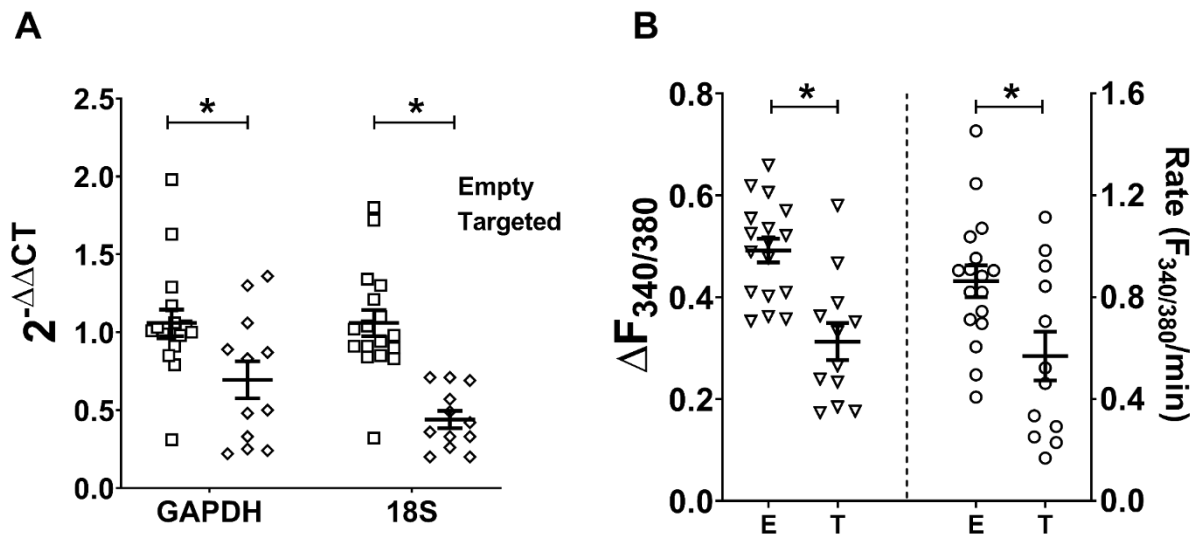 A
B
2.5
2.0
1.5
1.0
0.5
0.0
2-ΔΔCT
*
*
Empty
Targeted
GAPDH
18S
0.8
0.6
0.4
0.2
0.0
ΔF340/380
*
*
1.6
1.2
0.8
0.4
0.0
Rate (F340/380/min)
E
T
E
T